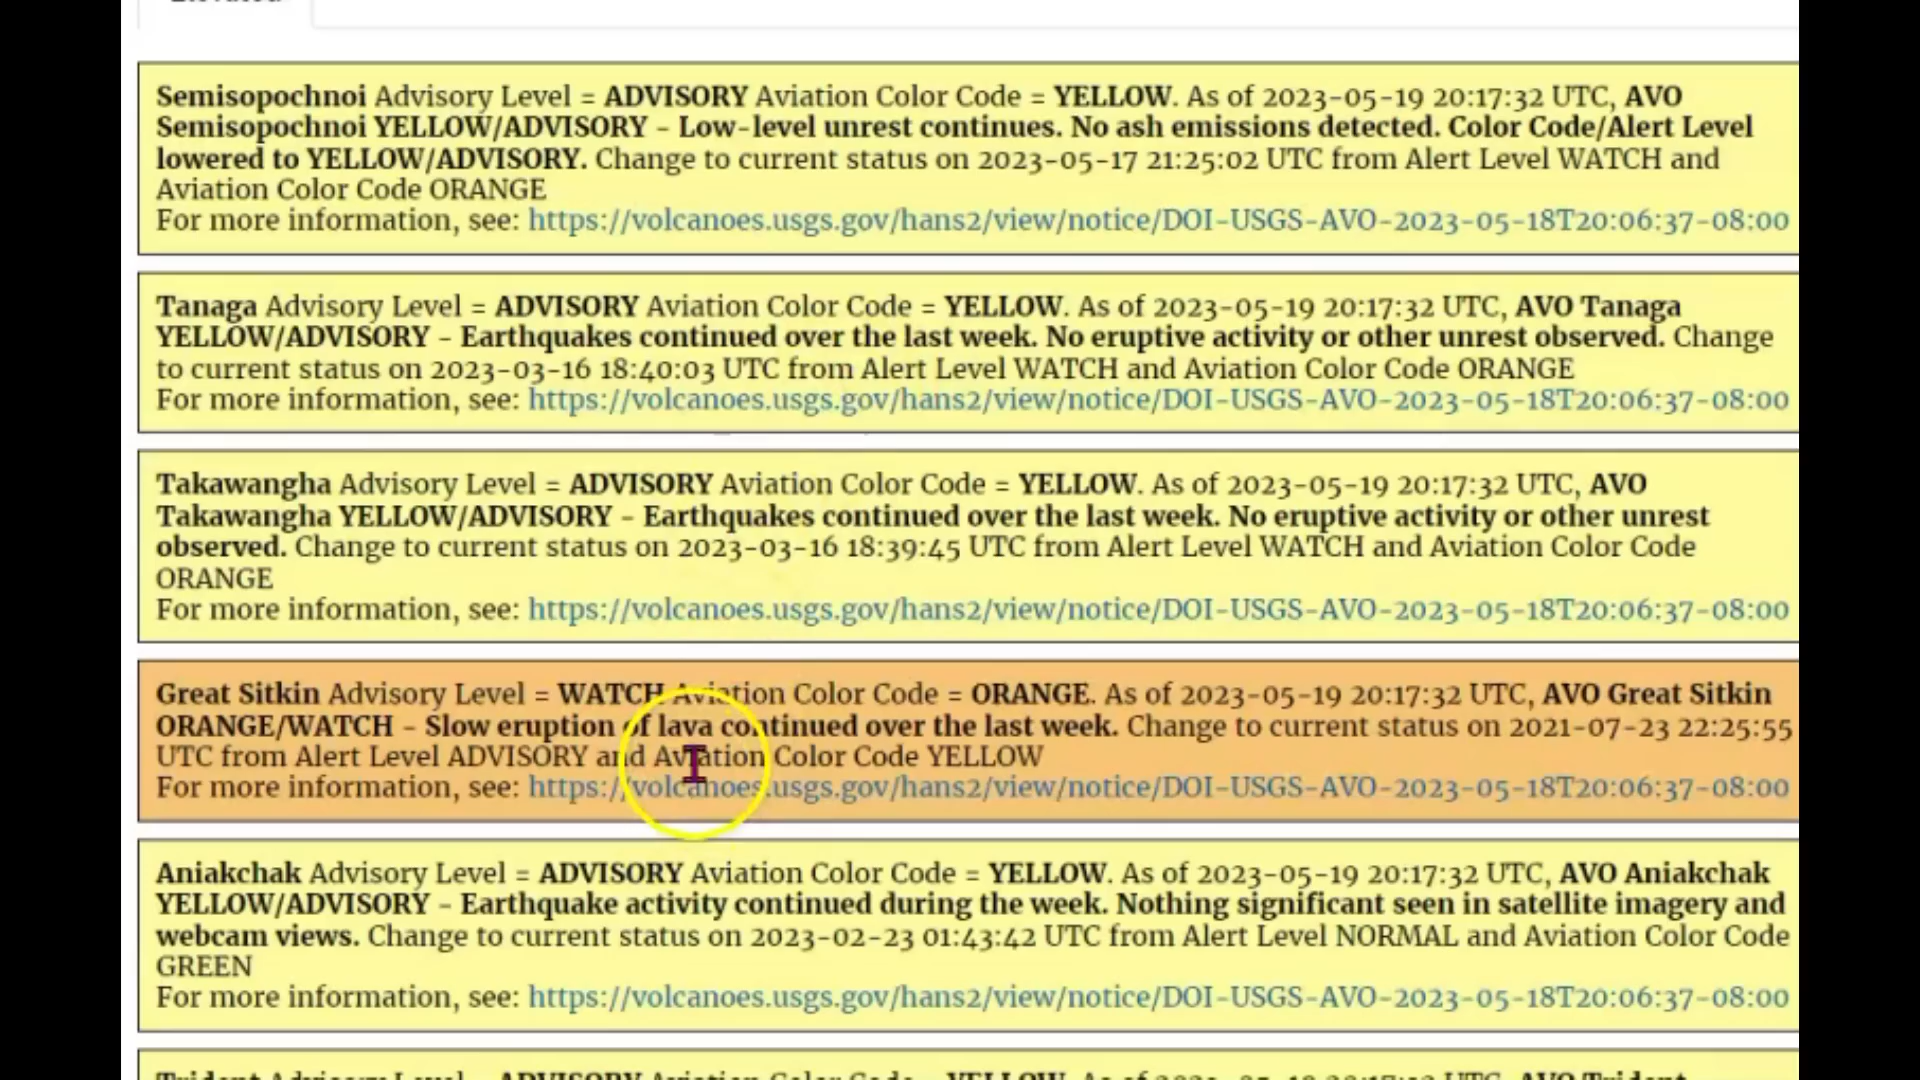 Elevated
Semisopochnoi Advisory Level = ADVISORY Aviation Color Code = YELLOW. As of 2023-05-19 20:17:32 UTC, AVO
Semisopochnoi YELLOW/ADVISORY - Low-level unrest continues. No ash emissions detected. Color Code/Alert Level
lowered to YELLOW/ADVISORY. Change to current status on 2023-05-17 21:25:02 UTC from Alert Level WATCH and
Aviation Color Code ORANGE
For more information, see: https://volcanoes.usgs.gov/hans2/view/notice/DOI-USGS-AVO-2023-05-18T20:06:37-08:00
Tanaga Advisory Level = ADVISORY Aviation Color Code = YELLOW. As of 2023-05-19 20:17:32 UTC, AVO Tanaga
YELLOW/ADVISORY - Earthquakes continued over the last week. No eruptive activity or other unrest observed. Change
to current status on 2023-03-16 18:40:03 UTC from Alert Level WATCH and Aviation Color Code ORANGE
For more information, see: https://volcanoes.usgs.gov/hans2/view/notice/DOI-USGS-AVO-2023-05-18T20:06:37-08:00
Takawangha Advisory Level = ADVISORY Aviation Color Code = YELLOW. As of 2023-05-19 20:17:32 UTC, AVO
Takawangha YELLOW/ADVISORY - Earthquakes continued over the last week. No eruptive activity or other unrest
observed. Change to current status on 2023-03-16 18:39:45 UTC from Alert Level WATCH and Aviation Color Code
ORANGE
For more information, see: https://volcanoes.usgs.gov/hans2/view/notice/DOI-USGS-AVO-2023-05-18T20:06:37-08:00
Great Sitkin Advisory Level = WATCH Aviation Color Code = ORANGE. As of 2023-05-19 20:17:32 UTC, AVO Great Sitkin
ORANGE/WATCH - Slow eruption of lava continued over the last week. Change to current status on 2021-07-23 22:25:55
UTC from Alert Level ADVISORY and Aviation Color Code YELLOW
For more information, see: https://volcanoes.usgs.gov/hans2/view/notice/DOI-USGS-AVO-2023-05-18T20:06:37-08:00
Aniakchak Advisory Level = ADVISORY Aviation Color Code = YELLOW. As of 2023-05-19 20:17:32 UTC, AVO Aniakchak
YELLOW/ADVISORY - Earthquake activity continued during the week. Nothing significant seen in satellite imagery and
webcam views. Change to current status on 2023-02-23 01:43:42 UTC from Alert Level NORMAL and Aviation Color Code
GREEN
For more information, see: https://volcanoes.usgs.gov/hans2/view/notice/DOI-USGS-AVO-2023-05-18T20:06:37-08:00
Trident Advisory Level = ADVISORY Aviation Color Code = YELLOW. As of 2023-05-19 20:17:32 UTC, AVO Trident